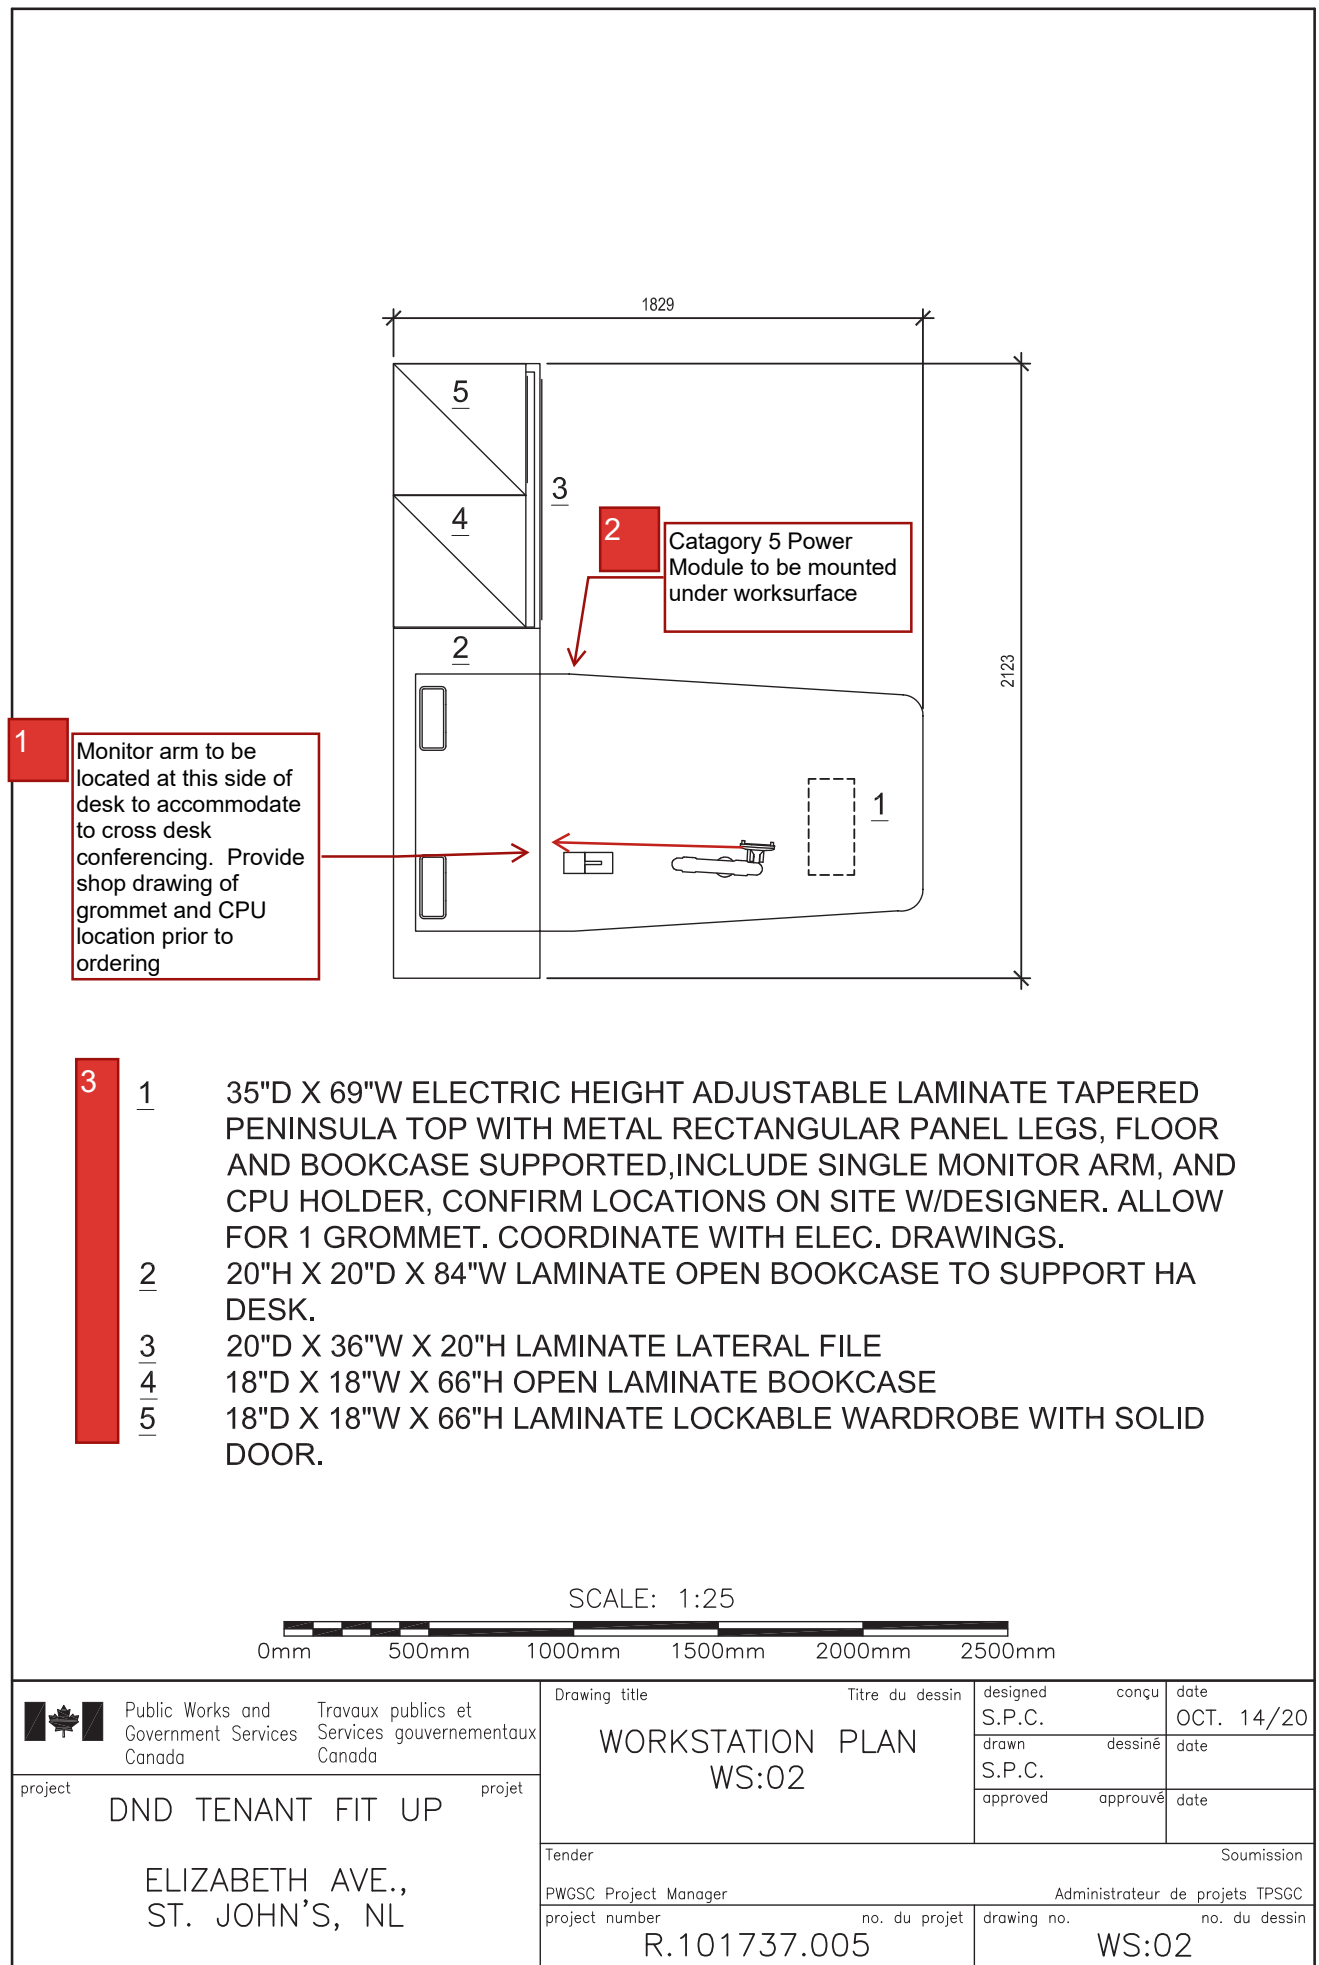 1829
5
3
4
2
Catagory 5 Power
Module to be mounted
under worksurface
2
2123
1
Monitor arm to be
located at this side of
desk to accommodate
to cross desk
conferencing. Provide
shop drawing of
grommet and CPU
location prior to
ordering
1
3
1 35"D X 69"W ELECTRIC HEIGHT ADJUSTABLE LAMINATE TAPERED
PENINSULA TOP WITH METAL RECTANGULAR PANEL LEGS, FLOOR
AND BOOKCASE SUPPORTED,INCLUDE SINGLE MONITOR ARM, AND
CPU HOLDER, CONFIRM LOCATIONS ON SITE W/DESIGNER. ALLOW
FOR 1 GROMMET. COORDINATE WITH ELEC. DRAWINGS.
2 20"H X 20"D X 84"W LAMINATE OPEN BOOKCASE TO SUPPORT HA
DESK.
3 20"D X 36"W X 20"H LAMINATE LATERAL FILE
4 18"D X 18"W X 66"H OPEN LAMINATE BOOKCASE
5 18"D X 18"W X 66"H LAMINATE LOCKABLE WARDROBE WITH SOLID
DOOR.
SCALE: 1:25
0mm 500mm 1000mm 1500mm 2000mm 2500mm
Public Works and
Government Services
Canada
Travaux publics et
Services gouvernementaux
Canada
project projet
DND TENANT FIT UP
ELIZABETH AVE.,
ST. JOHN'S, NL
Drawing title Titre du dessin
WORKSTATION PLAN
WS:02
designed conçu date
S.P.C. OCT. 14/20
drawn dessiné date
S.P.C.
approved approuvé date
Tender Soumission
PWGSC Project Manager Administrateur de projets TPSGC
project number no. du projet
R.101737.005
drawing no. no. du dessin
WS:02